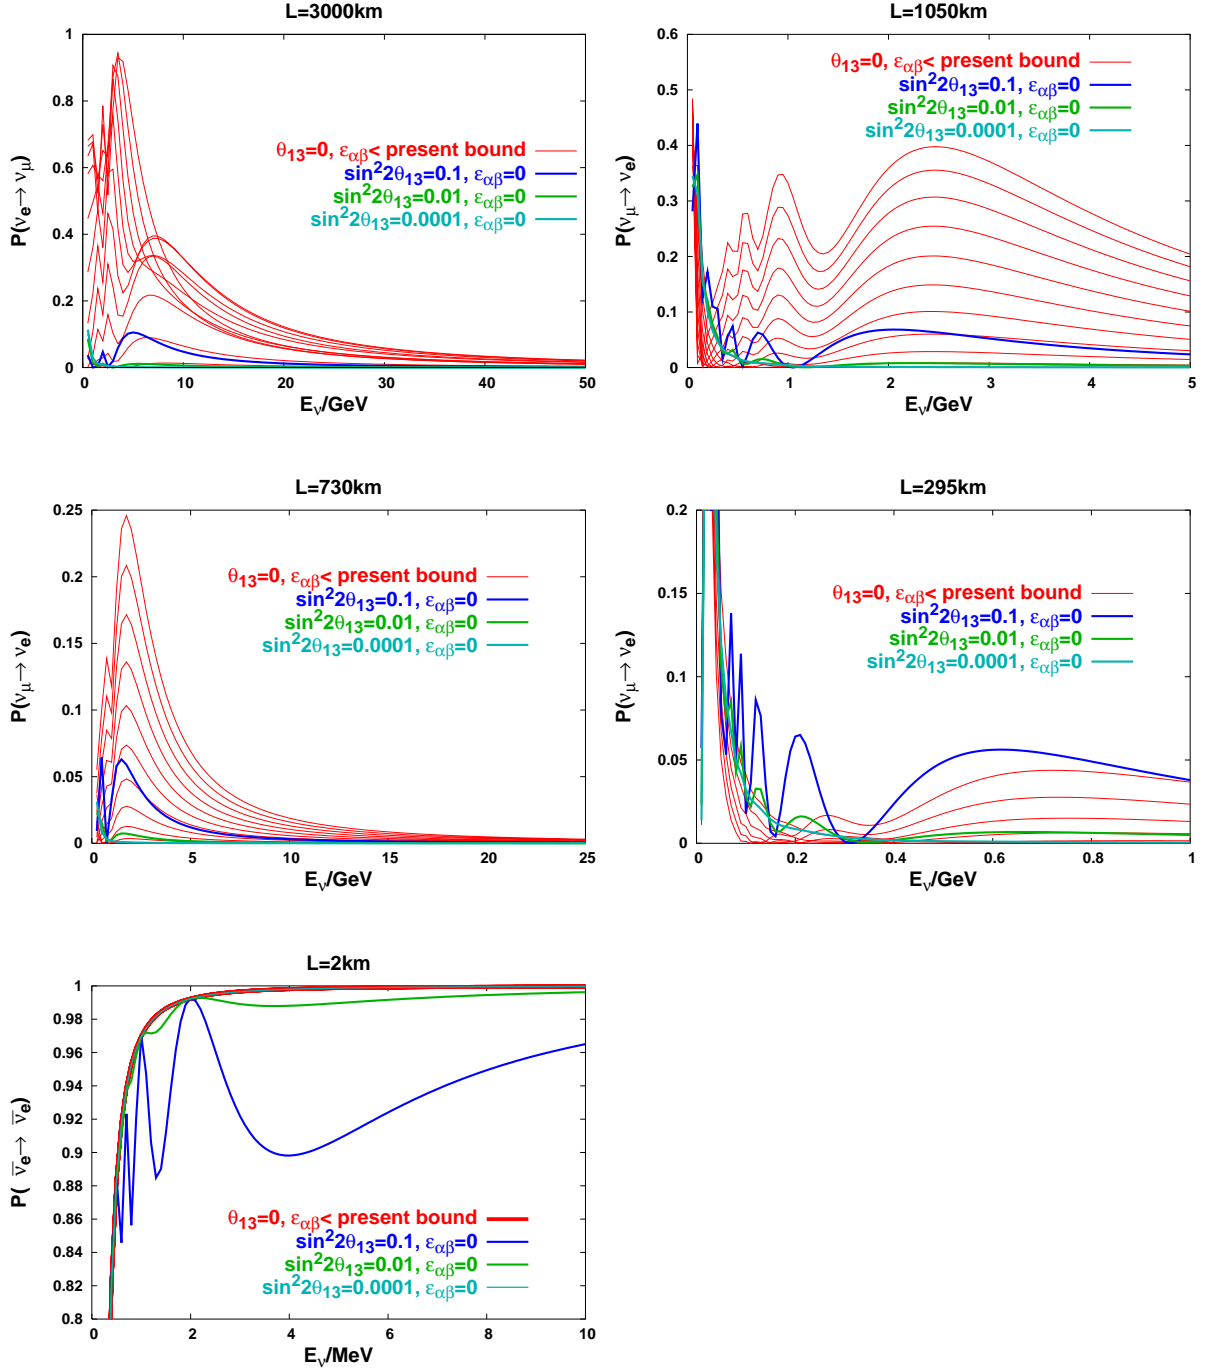 L=3000km
P(νe→ νμ)
1
0.8
0.6
0.4
0.2
0
θ13=0, εαβ< present bound
sin²2θ13=0.1, εαβ=0
sin²2θ13=0.01, εαβ=0
sin²2θ13=0.0001, εαβ=0
0 10 20 30 40 50
Eν/GeV
L=1050km
P(νμ→ νe)
0.6
0.5
0.4
0.3
0.2
0.1
0
θ13=0, εαβ< present bound
sin²2θ13=0.1, εαβ=0
sin²2θ13=0.01, εαβ=0
sin²2θ13=0.0001, εαβ=0
0 1 2 3 4 5
Eν/GeV
L=730km
P(νμ→ νe)
0.25
0.2
0.15
0.1
0.05
0
θ13=0, εαβ< present bound
sin²2θ13=0.1, εαβ=0
sin²2θ13=0.01, εαβ=0
sin²2θ13=0.0001, εαβ=0
0 5 10 15 20 25
Eν/GeV
L=295km
P(νμ→ νe)
0.2
0.15
0.1
0.05
0
θ13=0, εαβ< present bound
sin²2θ13=0.1, εαβ=0
sin²2θ13=0.01, εαβ=0
sin²2θ13=0.0001, εαβ=0
0 0.2 0.4 0.6 0.8 1
Eν/GeV
L=2km
P( ν̅e→ ν̅e)
1
0.98
0.96
0.94
0.92
0.9
0.88
0.86
0.84
0.82
0.8
θ13=0, εαβ< present bound
sin²2θ13=0.1, εαβ=0
sin²2θ13=0.01, εαβ=0
sin²2θ13=0.0001, εαβ=0
0 2 4 6 8 10
Eν/MeV